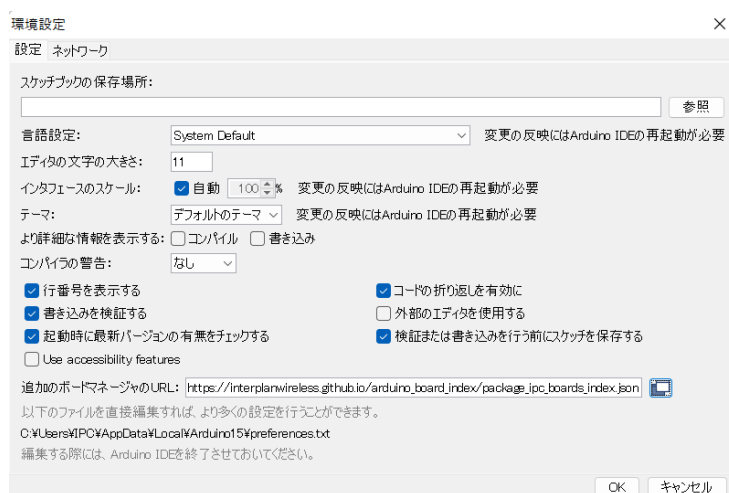 環境設定
設定 ネットワーク
スケッチブックの保存場所:
参照
言語設定: System Default 変更の反映にはArduino IDEの再起動が必要
エディタの文字の大きさ: 11
インタフェースのスケール: 自動 100 % 変更の反映にはArduino IDEの再起動が必要
テーマ: デフォルトのテーマ 変更の反映にはArduino IDEの再起動が必要
より詳細な情報を表示する: コンパイル 書き込み
コンパイラの警告: なし
行番号を表示する コードの折り返しを有効に
書き込みを検証する 外部のエディタを使用する
起動時に最新バージョンの有無をチェックする 検証または書き込みを行う前にスケッチを保存する
Use accessibility features
追加のボードマネージャのURL: https://interplanwireless.github.io/arduino_board_index/package_ipc_boards_index.json
以下のファイルを直接編集すれば、より多くの設定を行うことができます。
C:¥Users¥IPC¥AppData¥Local¥Arduino15¥preferences.txt
編集する際には、Arduino IDEを終了させておいてください。
OK キャンセル